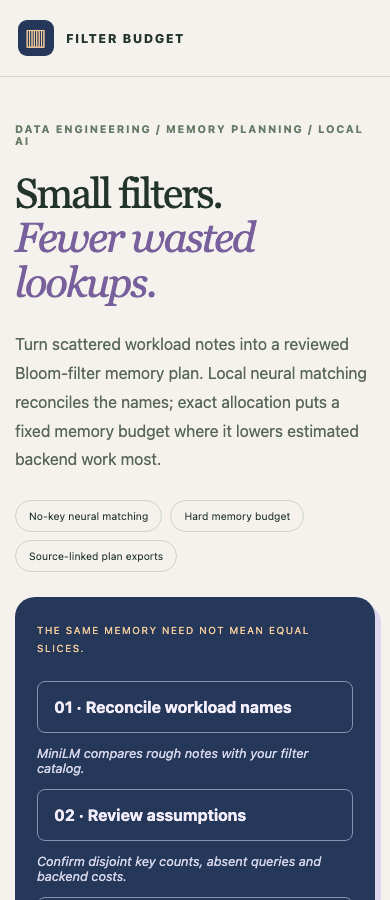 FILTER BUDGET
DATA ENGINEERING / MEMORY PLANNING / LOCAL
AI
Small filters.
Fewer wasted
lookups.
Turn scattered workload notes into a reviewed
Bloom-filter memory plan. Local neural matching
reconciles the names; exact allocation puts a
fixed memory budget where it lowers estimated
backend work most.
No-key neural matching
Hard memory budget
Source-linked plan exports
THE SAME MEMORY NEED NOT MEAN EQUAL
SLICES.
01 · Reconcile workload names
MiniLM compares rough notes with your filter
catalog.
02 · Review assumptions
Confirm disjoint key counts, absent queries and
backend costs.